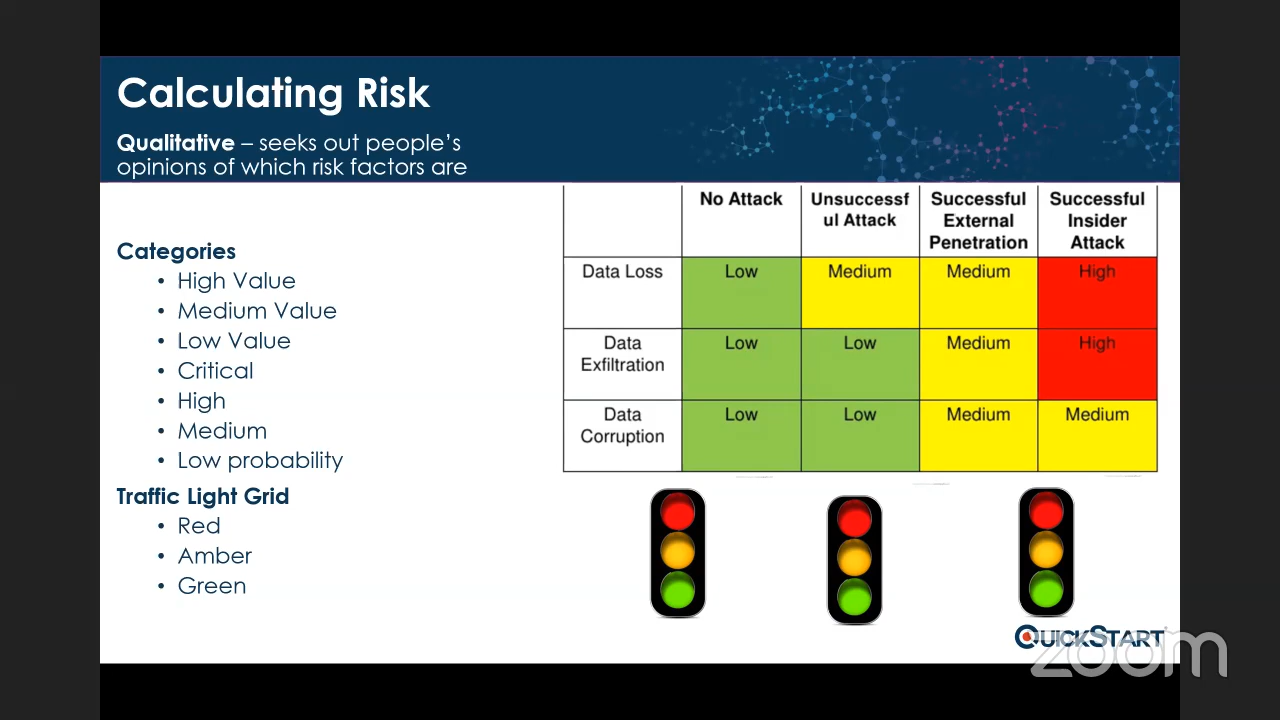 Calculating Risk
Qualitative – seeks out people's
opinions of which risk factors are
Categories
• High Value
• Medium Value
• Low Value
• Critical
• High
• Medium
• Low probability
Traffic Light Grid
• Red
• Amber
• Green
No Attack
Unsuccessf
ul Attack
Successful
External
Penetration
Successful
Insider
Attack
Data Loss
Low
Medium
Medium
High
Data
Exfiltration
Low
Low
Medium
High
Data
Corruption
Low
Low
Medium
Medium
QUICKSTART
zoom